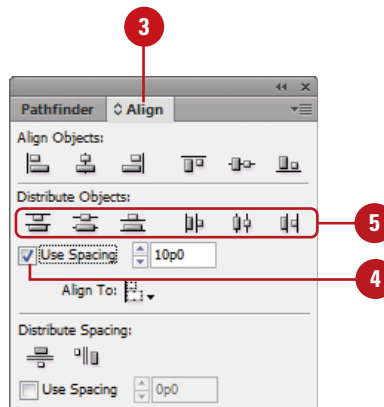 3
Pathfinder Align
Align Objects:
Distribute Objects:
5
Use Spacing 10p0
4
Align To:
Distribute Spacing:
Use Spacing 0p0